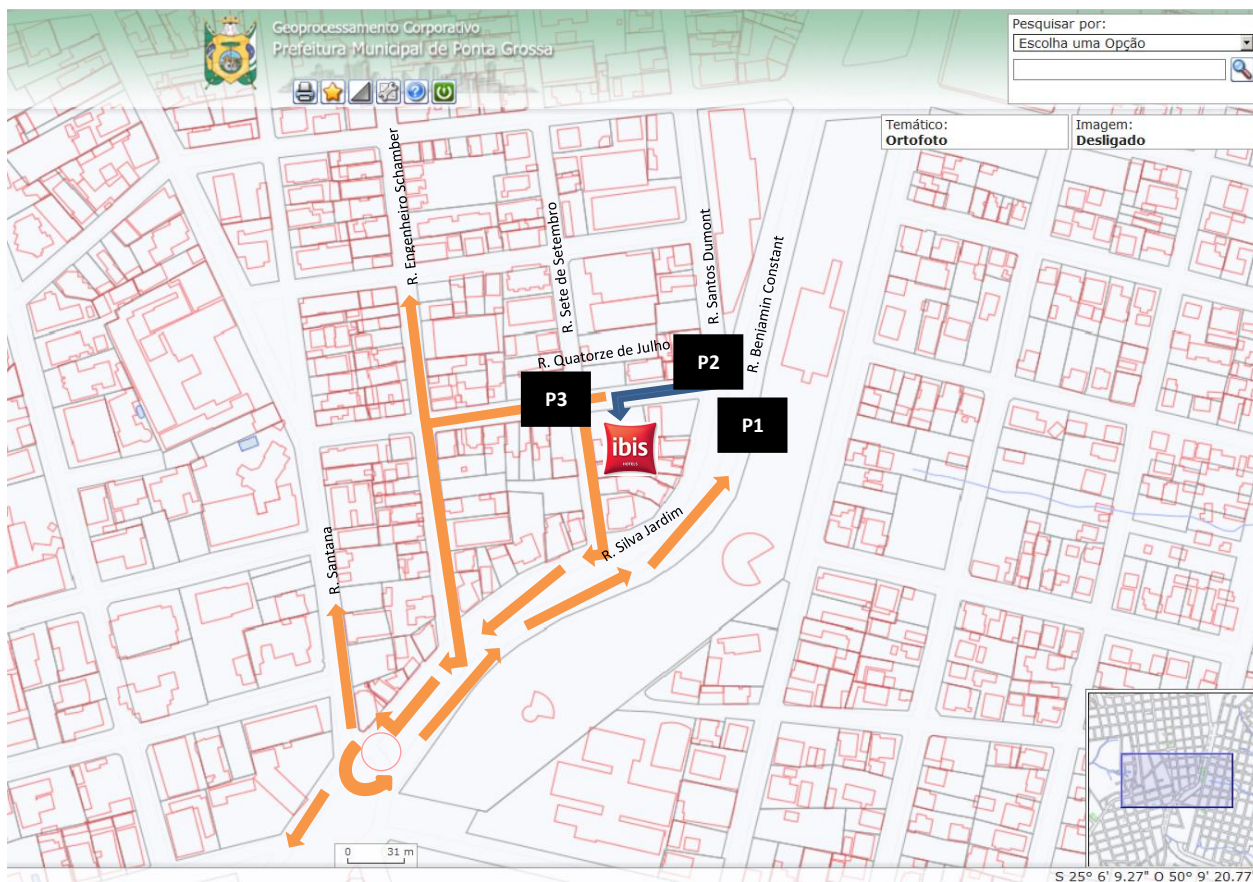 Geoprocessamento Corporativo
Prefeitura Municipal de Ponta Grossa
Pesquisar por:
Escolha uma Opção
Temático:
Ortofoto
Imagem:
Desligado
R. Engenheiro Schamber
R. Sete de Setembro
R. Santos Dumont
R. Benjamin Constant
R. Quatorze de Julho
P2
P3
P1
ibis
HOTELS
R. Silva Jardim
R. Santana
0 31 m
S 25° 6' 9.27" O 50° 9' 20.77